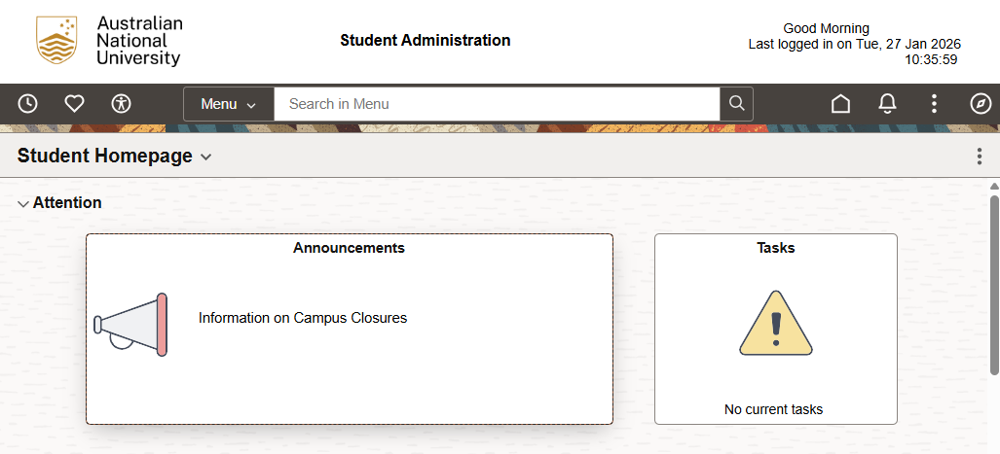 Australian
National
University
Student Administration
Good Morning
Last logged in on Tue, 27 Jan 2026
10:35:59
Menu
Search in Menu
Student Homepage
Attention
Announcements
Information on Campus Closures
Tasks
No current tasks